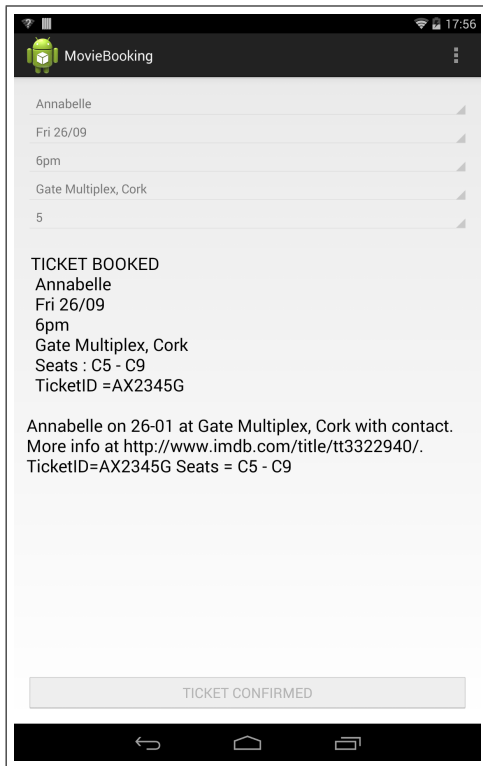 17:56
MovieBooking
Annabelle
Fri 26/09
6pm
Gate Multiplex, Cork
5
TICKET BOOKED
Annabelle
Fri 26/09
6pm
Gate Multiplex, Cork
Seats : C5 - C9
TicketID =AX2345G
Annabelle on 26-01 at Gate Multiplex, Cork with contact.
More info at http://www.imdb.com/title/tt3322940/.
TicketID=AX2345G Seats = C5 - C9
TICKET CONFIRMED